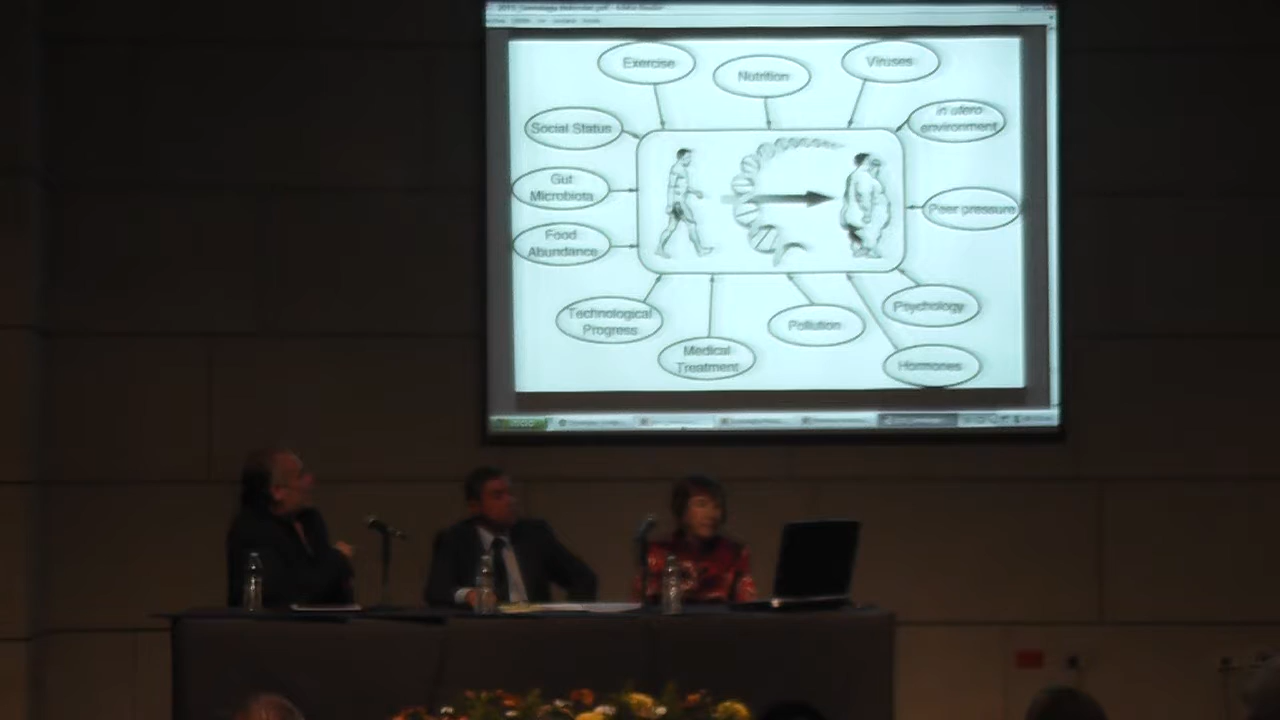 Exercise
Nutrition
Viruses
in utero
environment
Social Status
Gut
Microbiota
Peer pressure
Food
Abundance
Technological
Progress
Psychology
Pollution
Medical
Treatment
Hormones